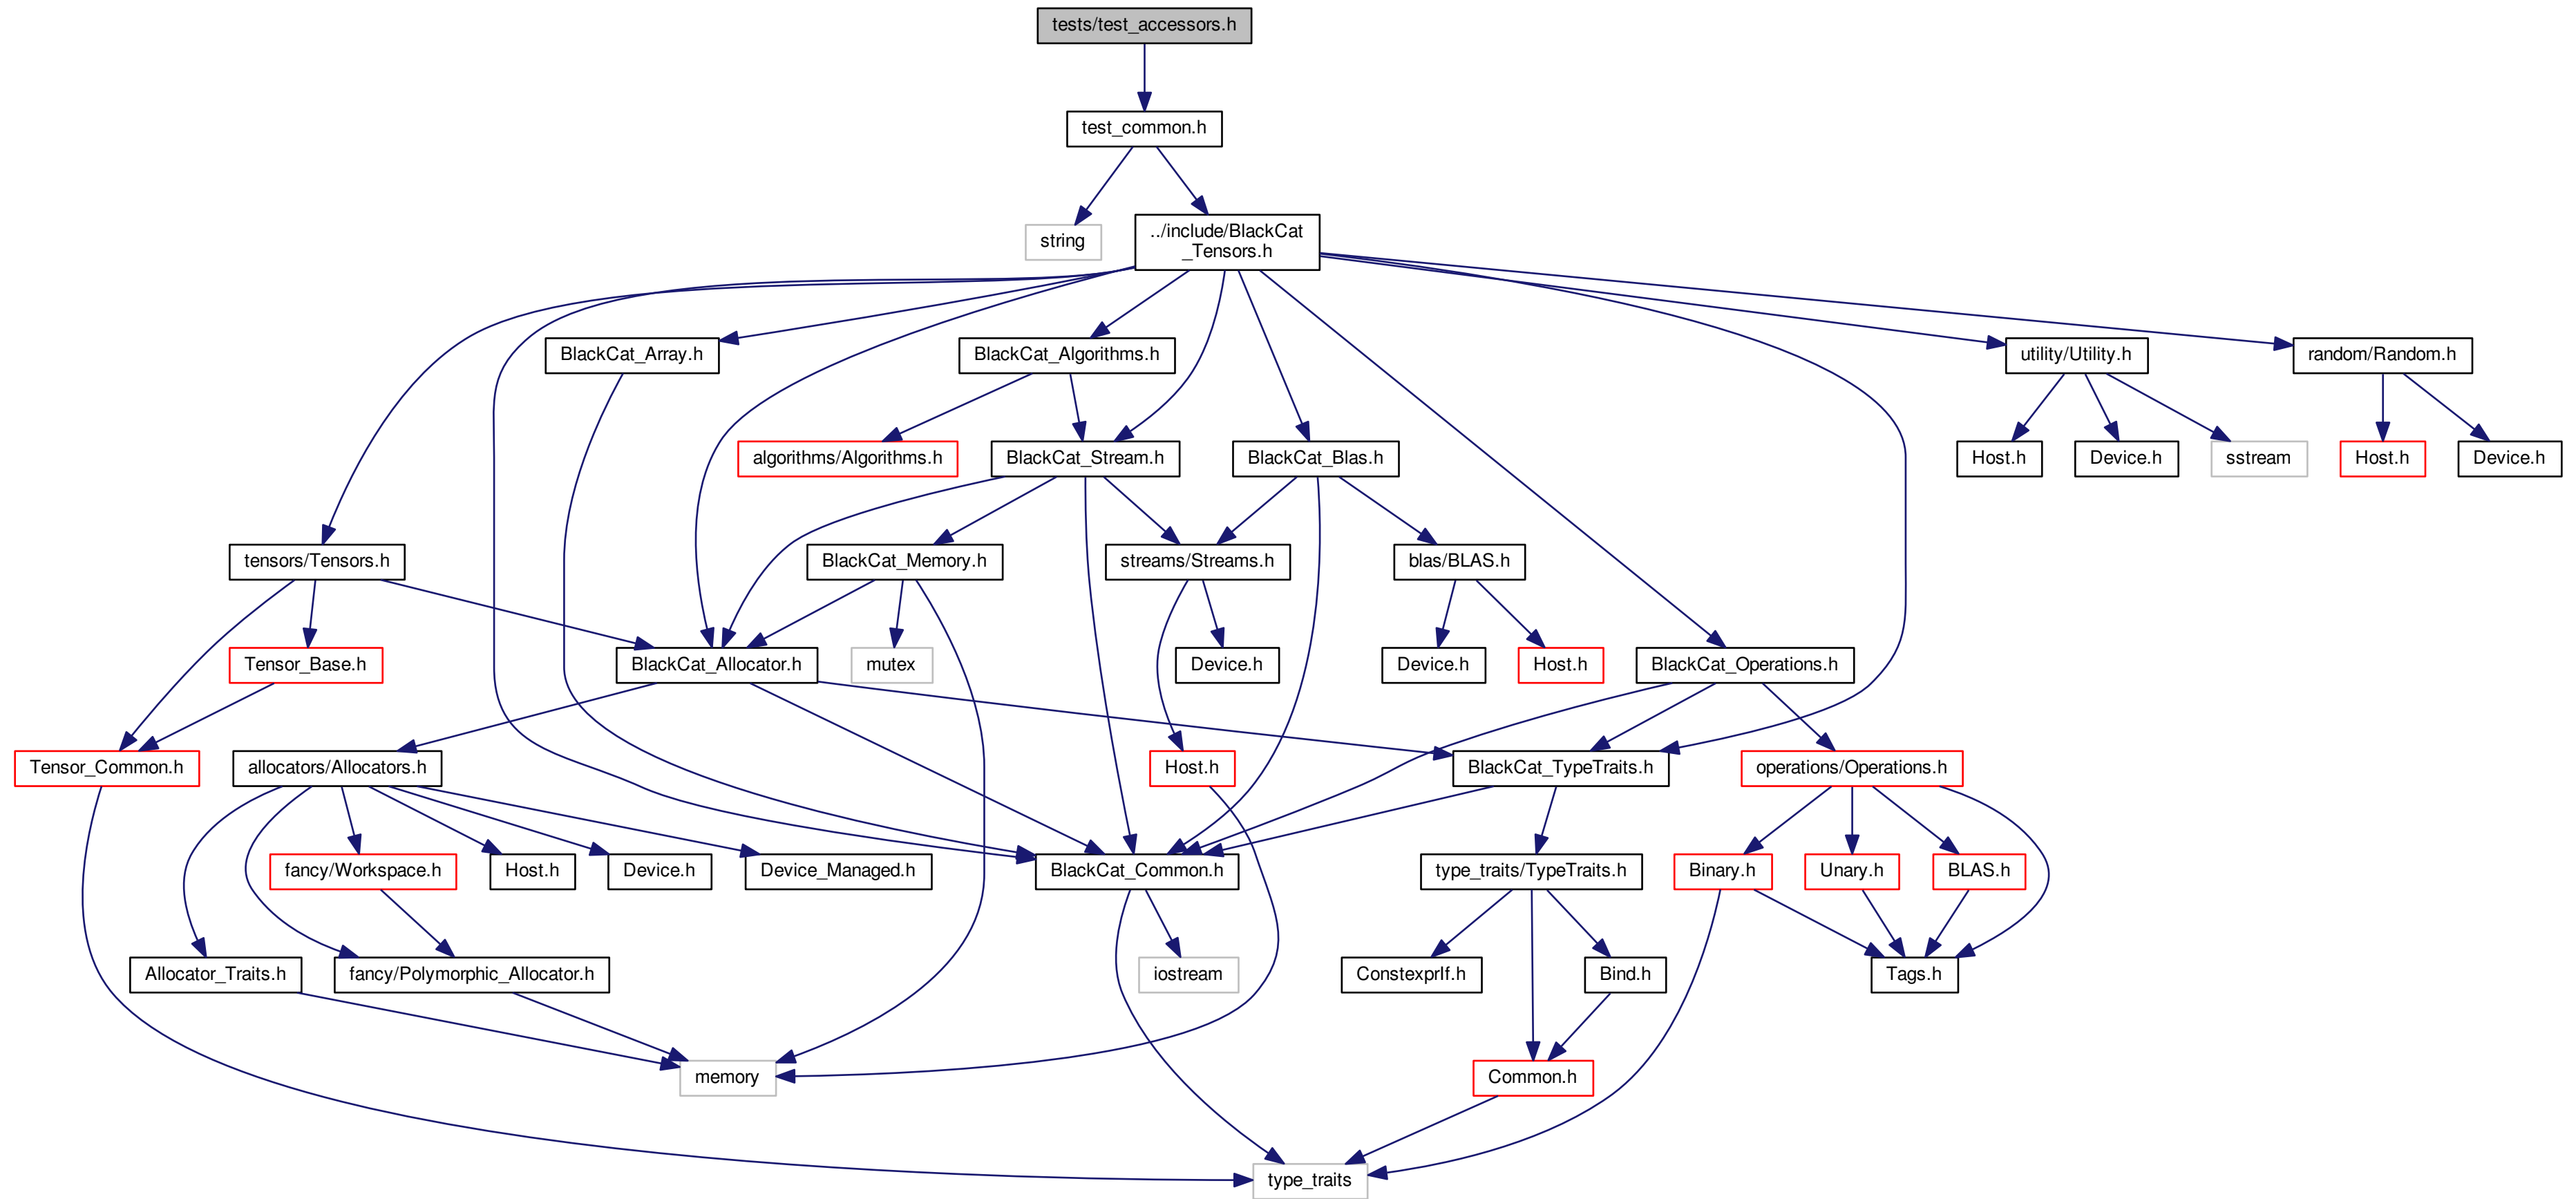 tests/test_accessors.h
test_common.h
string
../include/BlackCat
_Tensors.h
BlackCat_Array.h
BlackCat_Algorithms.h
utility/Utility.h
random/Random.h
algorithms/Algorithms.h
BlackCat_Stream.h
BlackCat_Blas.h
Host.h
Device.h
sstream
Host.h
Device.h
tensors/Tensors.h
BlackCat_Memory.h
streams/Streams.h
blas/BLAS.h
Tensor_Base.h
BlackCat_Allocator.h
mutex
Device.h
Device.h
Host.h
BlackCat_Operations.h
Tensor_Common.h
allocators/Allocators.h
Host.h
BlackCat_TypeTraits.h
operations/Operations.h
fancy/Workspace.h
Host.h
Device.h
Device_Managed.h
BlackCat_Common.h
type_traits/TypeTraits.h
Binary.h
Unary.h
BLAS.h
Allocator_Traits.h
fancy/Polymorphic_Allocator.h
iostream
ConstexprIf.h
Bind.h
Tags.h
memory
Common.h
type_traits